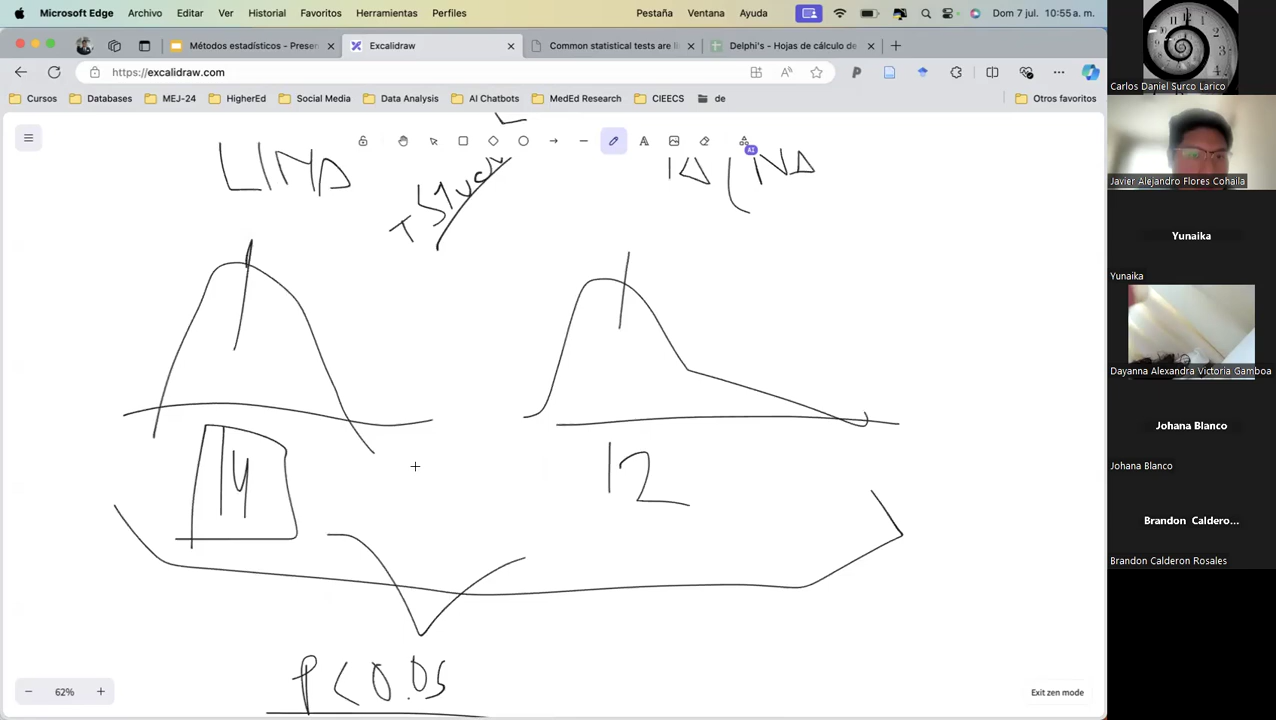 Microsoft Edge Archivo Editar Ver Historial Favoritos Herramientas Perfiles Pestaña Ventana Ayuda Dom 7 jul. 10:55 a. m.
Métodos estadísticos - Presen Excalidraw Common statistical tests are li Delphi's - Hojas de cálculo de
https://excalidraw.com
Cursos Databases MEJ-24 HigherEd Social Media Data Analysis AI Chatbots MedEd Research CIEECS de Otros favoritos
A AI
T Stud
14
12
P < 0.05
62%
Exit zen mode
Carlos Daniel Surco Larico
Javier Alejandro Flores Cohaila
Yunaika
Yunaika
Dayanna Alexandra Victoria Gamboa
Johana Blanco
Johana Blanco
Brandon Caldero...
Brandon Calderon Rosales